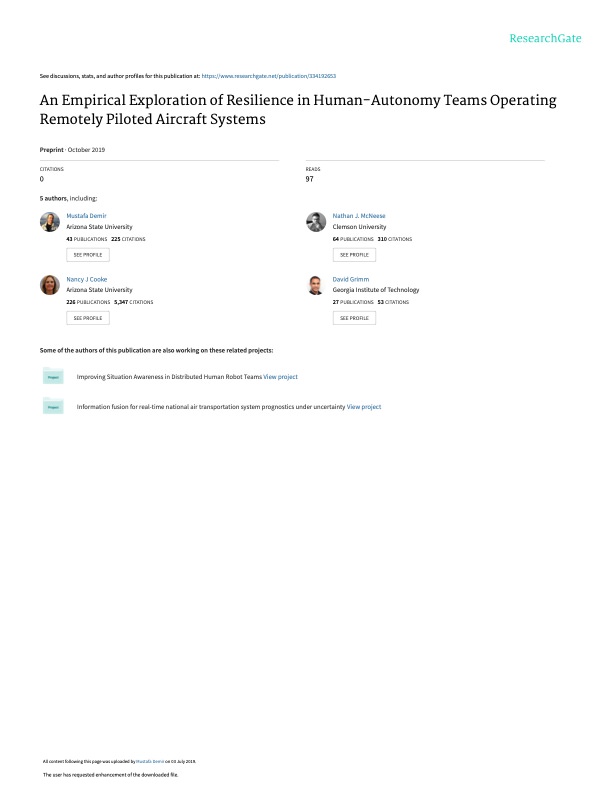 ResearchGate
See discussions, stats, and author profiles for this publication at: https://www.researchgate.net/publication/334192653
An Empirical Exploration of Resilience in Human-Autonomy Teams Operating
Remotely Piloted Aircraft Systems
Preprint · October 2019
CITATIONS
0
READS
97
5 authors, including:
Mustafa Demir
Arizona State University
43 PUBLICATIONS 225 CITATIONS
SEE PROFILE
Nathan J. McNeese
Clemson University
64 PUBLICATIONS 310 CITATIONS
SEE PROFILE
Nancy J Cooke
Arizona State University
226 PUBLICATIONS 5,347 CITATIONS
SEE PROFILE
David Grimm
Georgia Institute of Technology
27 PUBLICATIONS 53 CITATIONS
SEE PROFILE
Some of the authors of this publication are also working on these related projects:
Project
Improving Situation Awareness in Distributed Human Robot Teams View project
Project
Information fusion for real-time national air transportation system prognostics under uncertainty View project
All content following this page was uploaded by Mustafa Demir on 03 July 2019.
The user has requested enhancement of the downloaded file.